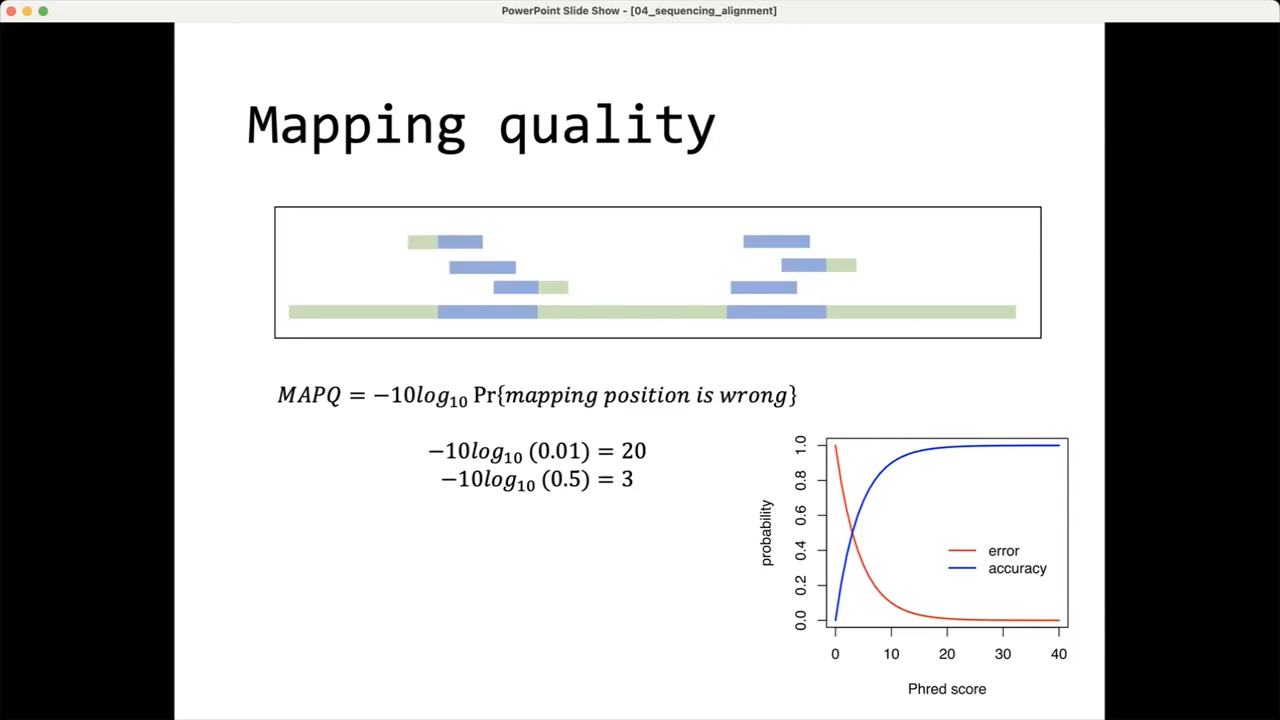 PowerPoint Slide Show - [04_sequencing_alignment]
Mapping quality
MAPQ = −10log₁₀ Pr{mapping position is wrong}
−10log₁₀ (0.01) = 20
−10log₁₀ (0.5) = 3
probability
0.0 0.2 0.4 0.6 0.8 1.0
error
accuracy
0 10 20 30 40
Phred score